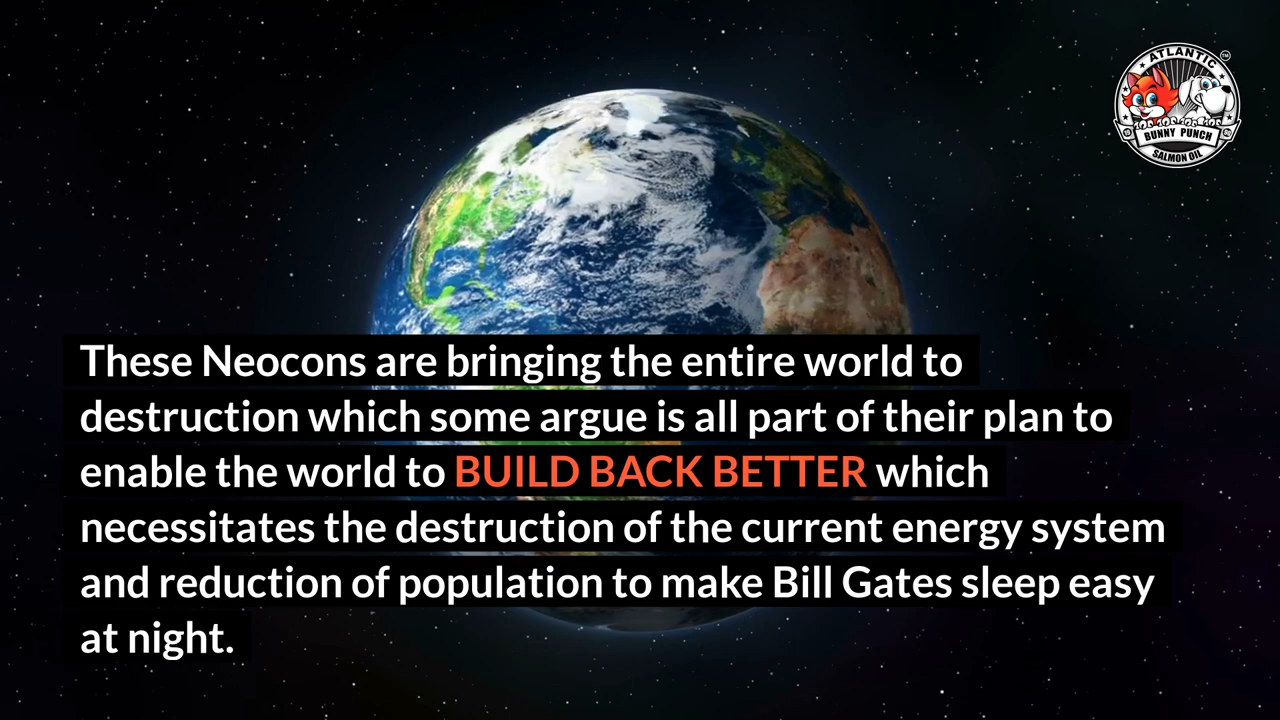 ATLANTIC
TM
BUNNY PUNCH
SALMON OIL
These Neocons are bringing the entire world to
destruction which some argue is all part of their plan to
enable the world to BUILD BACK BETTER which
necessitates the destruction of the current energy system
and reduction of population to make Bill Gates sleep easy
at night.